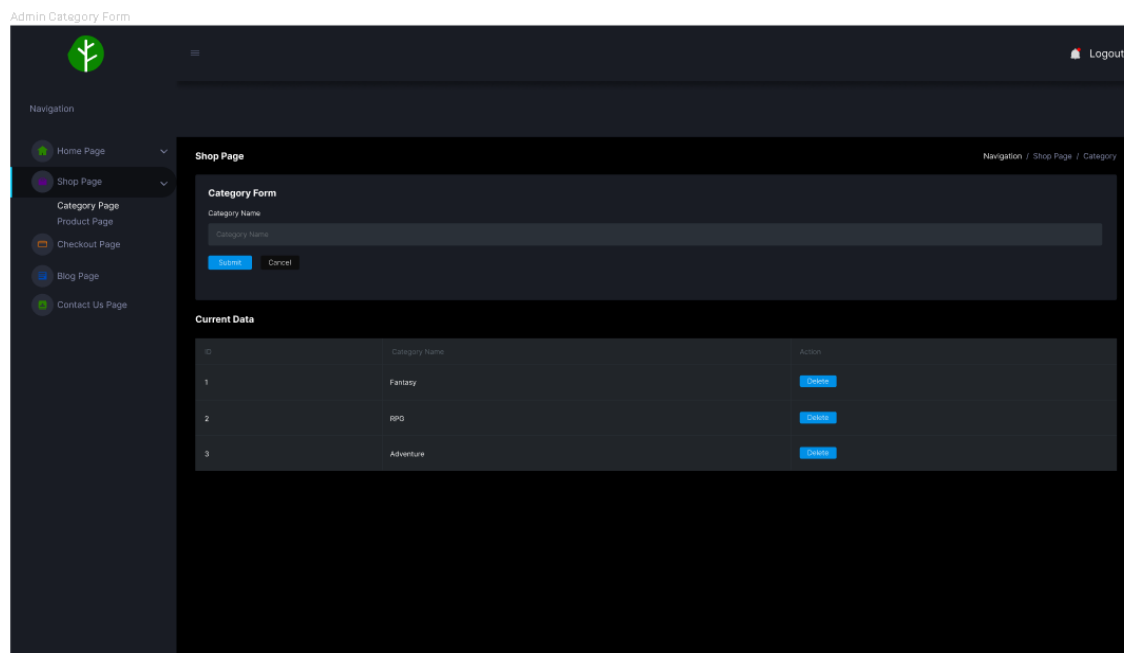 Admin Category Form
Logout
Navigation
Home Page
Shop Page
Category Page
Product Page
Checkout Page
Blog Page
Contact Us Page
Shop Page
Navigation / Shop Page / Category
Category Form
Category Name
Category Name
Submit Cancel
Current Data
ID Category Name Action
1 Fantasy Delete
2 RPG Delete
3 Adventure Delete